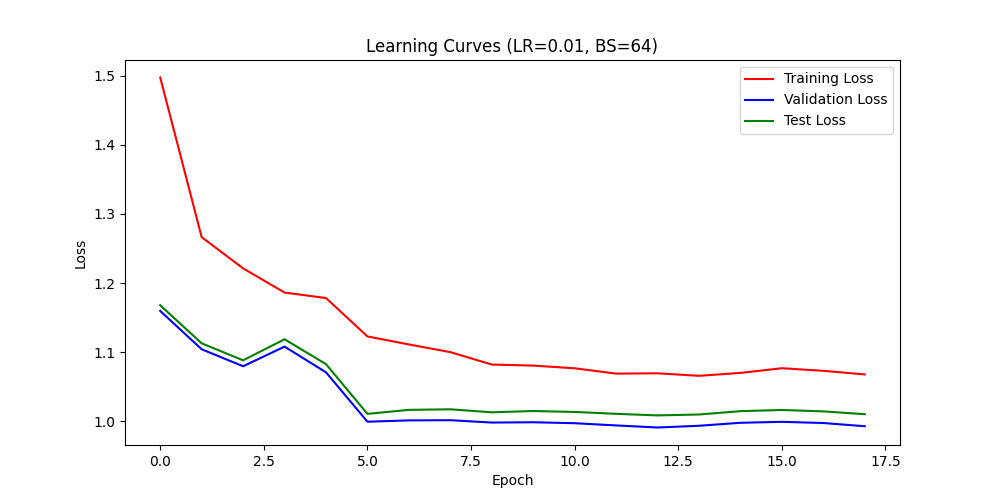 Learning Curves (LR=0.01, BS=64)
Training Loss
Validation Loss
Test Loss
1.5
1.4
1.3
1.2
1.1
1.0
Loss
0.0 2.5 5.0 7.5 10.0 12.5 15.0 17.5
Epoch